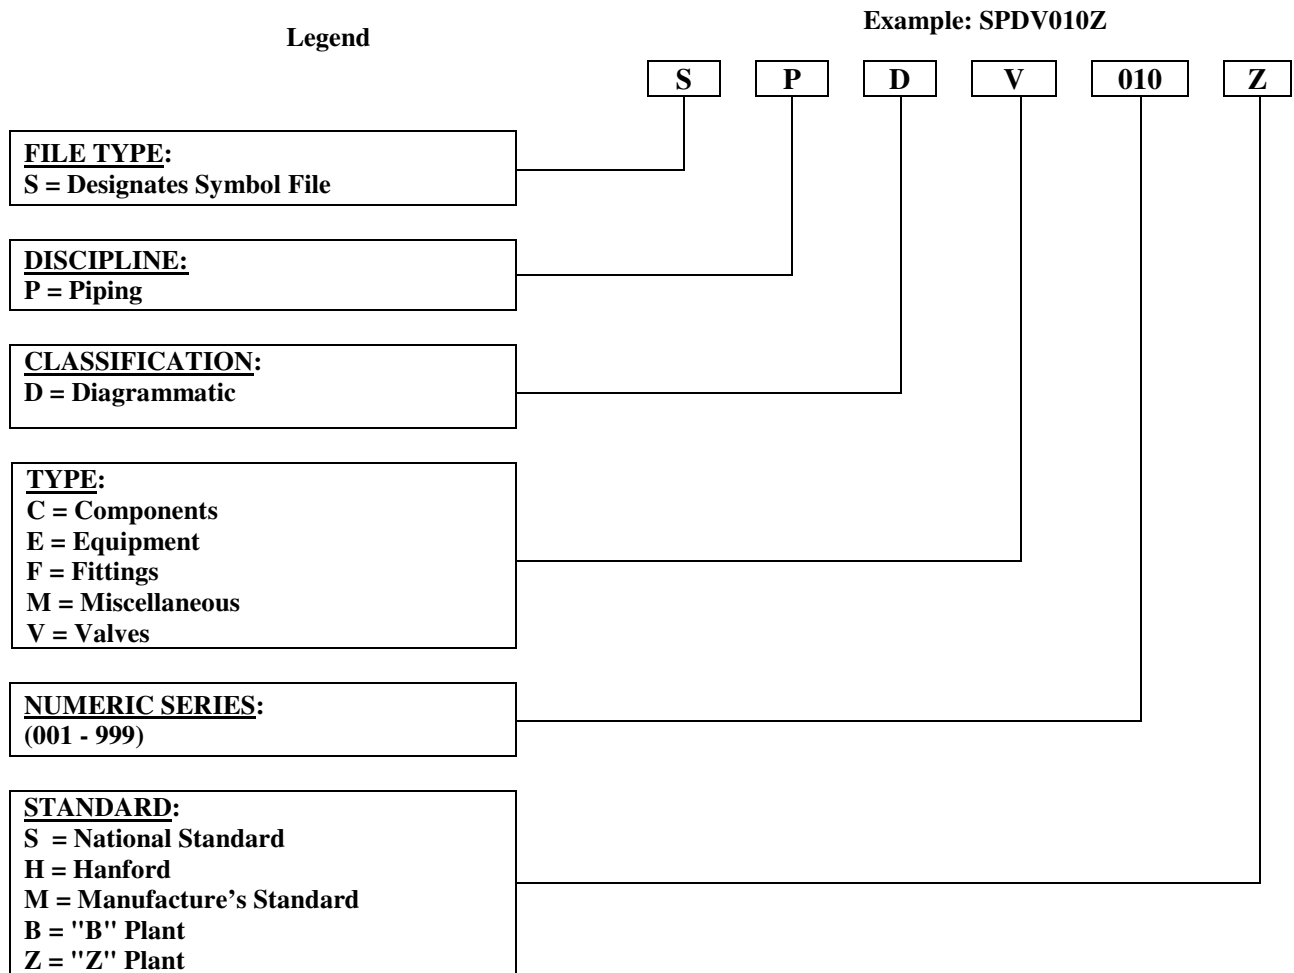 Legend
Example: SPDV010Z
S P D V 010 Z
FILE TYPE:
S = Designates Symbol File
DISCIPLINE:
P = Piping
CLASSIFICATION:
D = Diagrammatic
TYPE:
C = Components
E = Equipment
F = Fittings
M = Miscellaneous
V = Valves
NUMERIC SERIES:
(001 - 999)
STANDARD:
S = National Standard
H = Hanford
M = Manufacture’s Standard
B = "B" Plant
Z = "Z" Plant